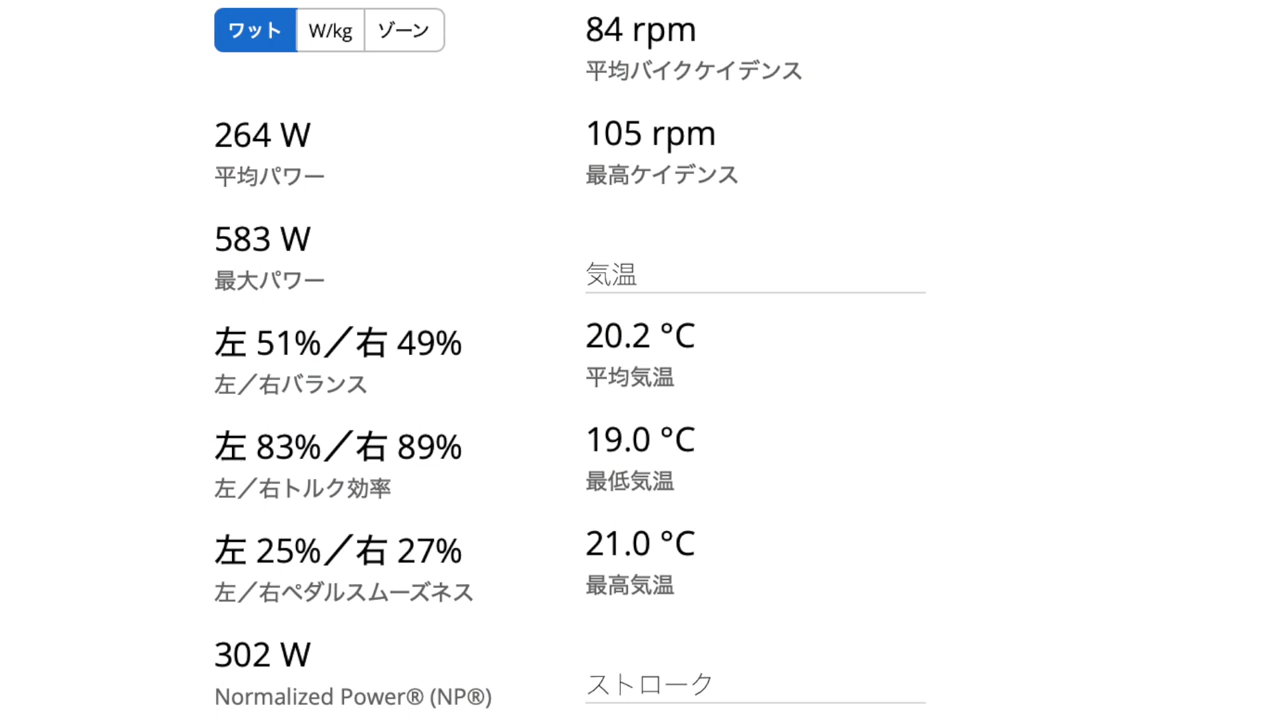 ワット W/kg ゾーン
264 W
平均パワー
583 W
最大パワー
左 51%／右 49%
左／右バランス
左 83%／右 89%
左／右トルク効率
左 25%／右 27%
左／右ペダルスムーズネス
302 W
Normalized Power® (NP®)
84 rpm
平均バイクケイデンス
105 rpm
最高ケイデンス
気温
20.2 °C
平均気温
19.0 °C
最低気温
21.0 °C
最高気温
ストローク